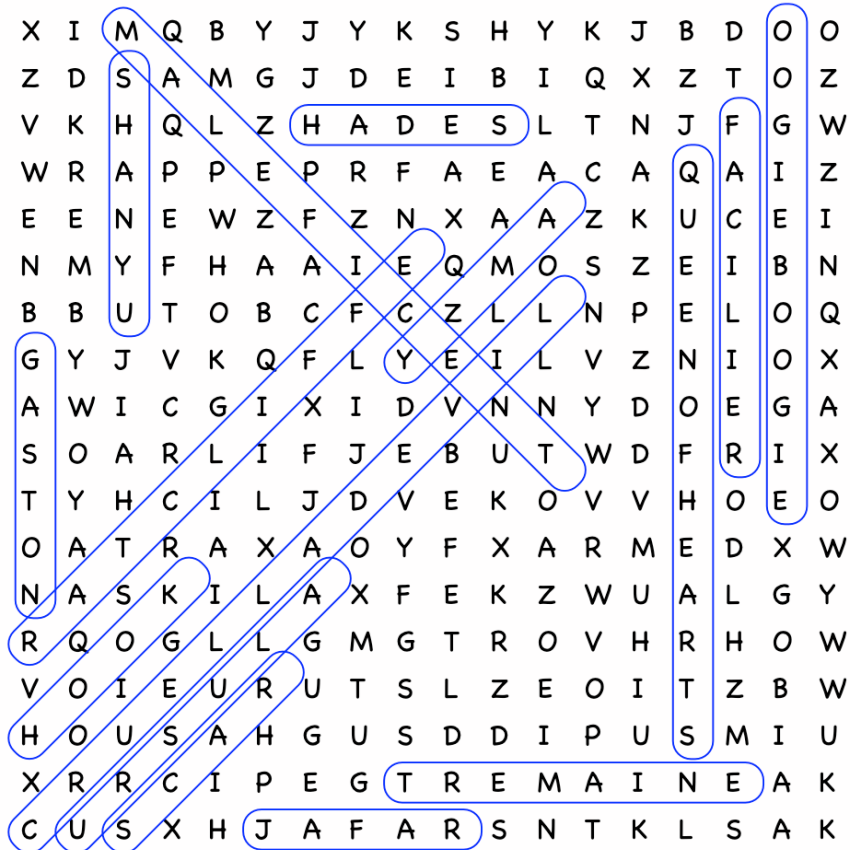 X I M Q B Y J Y K S H Y K J B D O O
Z D S A M G J D E I B I Q X Z T O Z
V K H Q L Z H A D E S L T N J F G W
W R A P P E P R F A E A C A Q A I Z
E E N E W Z F Z N X A A Z K U C E I
N M Y F H A A I E Q M O S Z E I B N
B B U T O B C F C Z L L N P E L O Q
G Y J V K Q F L Y E I L V Z N I O X
A W I C G I X I D V N N Y D O E G A
S O A R L I F J E B U T W D F R I X
T Y H C I L J D V E K O V V H O E O
O A T R A X A O Y F X A R M E D X W
N A S K I L A X F E K Z W U A L G Y
R Q O G L L G M G T R O V H R H O W
V O I E U R U T S L Z E O I T Z B W
H O U S A H G U S D D I P U S M I U
X R R C I P E G T R E M A I N E A K
C U S X H J A F A R S N T K L S A K